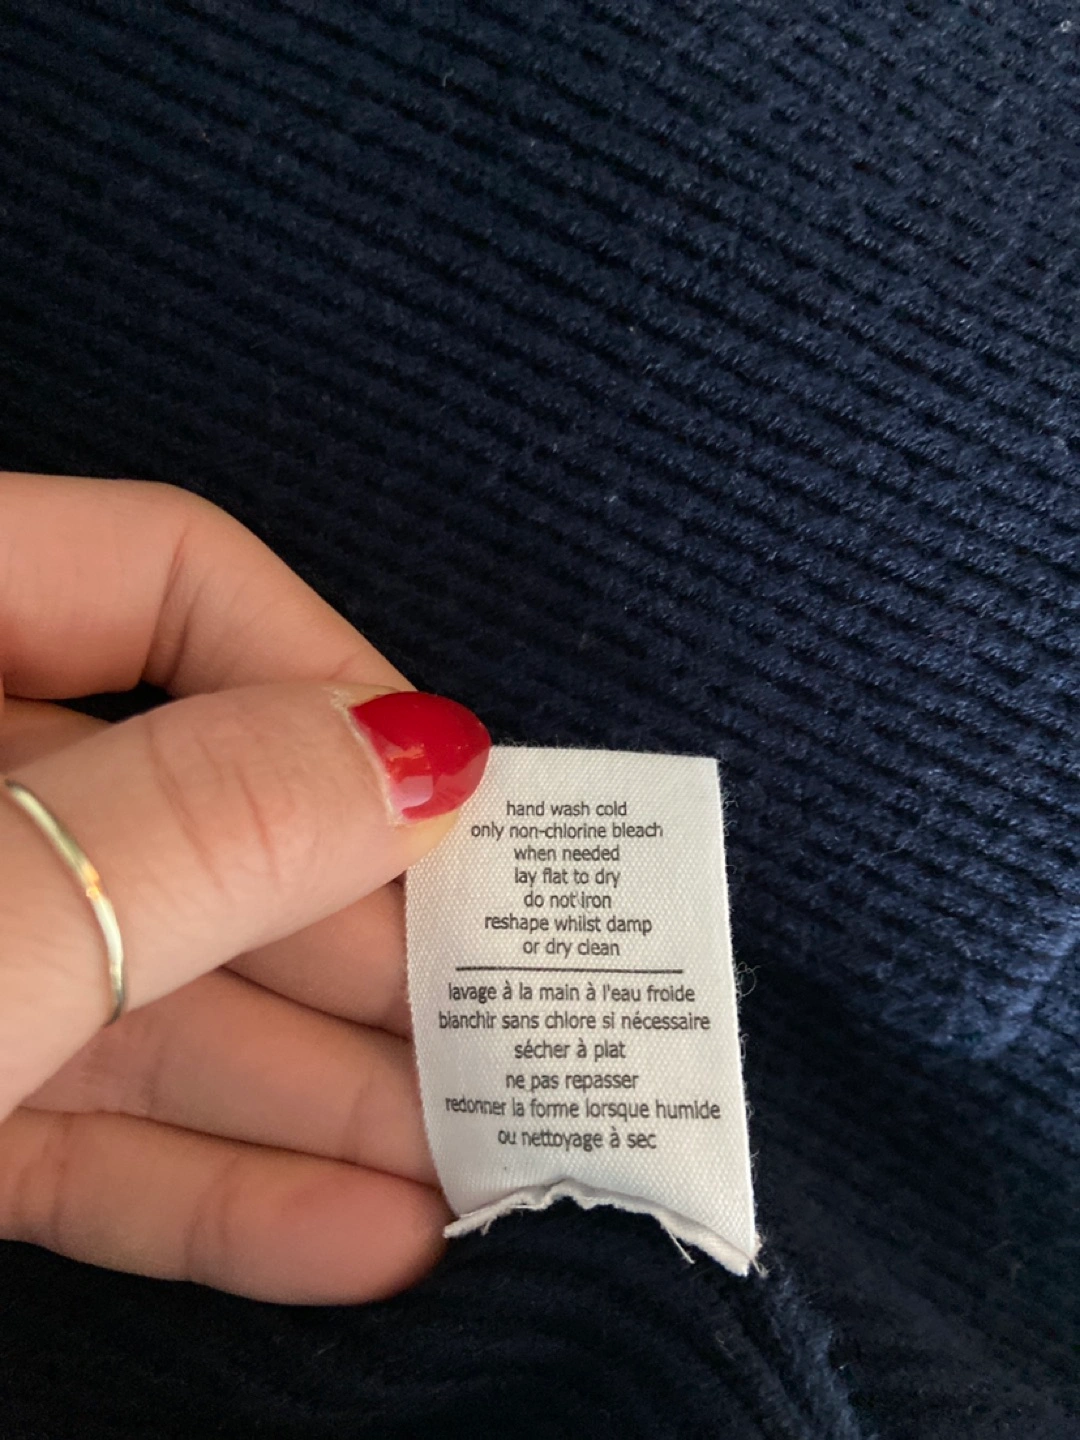 hand wash cold
only non-chlorine bleach
when needed
lay flat to dry
do not iron
reshape whilst damp
or dry clean
lavage à la main à l'eau froide
blanchir sans chlore si nécessaire
sécher à plat
ne pas repasser
redonner la forme lorsque humide
ou nettoyage à sec